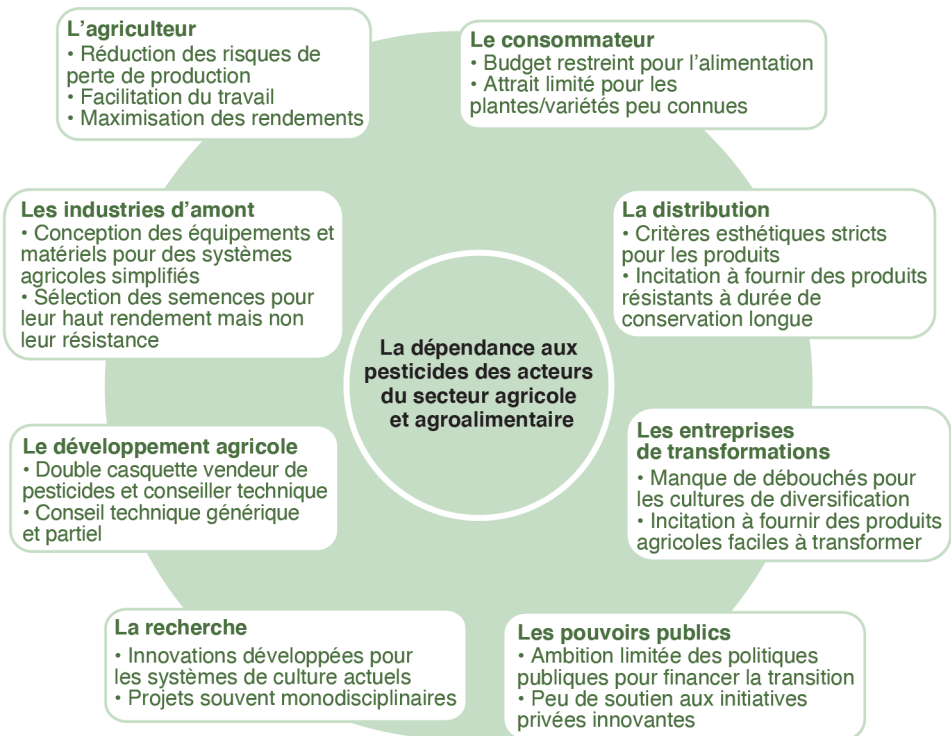 L'agriculteur
• Réduction des risques de
perte de production
• Facilitation du travail
• Maximisation des rendements
Le consommateur
• Budget restreint pour l'alimentation
• Attrait limité pour les
plantes/variétés peu connues
Les industries d'amont
• Conception des équipements et
matériels pour des systèmes
agricoles simplifiés
• Sélection des semences pour
leur haut rendement mais non
leur résistance
La distribution
• Critères esthétiques stricts
pour les produits
• Incitation à fournir des produits
résistants à durée de
conservation longue
La dépendance aux
pesticides des acteurs
du secteur agricole
et agroalimentaire
Le développement agricole
• Double casquette vendeur de
pesticides et conseiller technique
• Conseil technique générique
et partiel
Les entreprises
de transformations
• Manque de débouchés pour
les cultures de diversification
• Incitation à fournir des produits
agricoles faciles à transformer
La recherche
• Innovations développées pour
les systèmes de culture actuels
• Projets souvent monodisciplinaires
Les pouvoirs publics
• Ambition limitée des politiques
publiques pour financer la transition
• Peu de soutien aux initiatives
privées innovantes